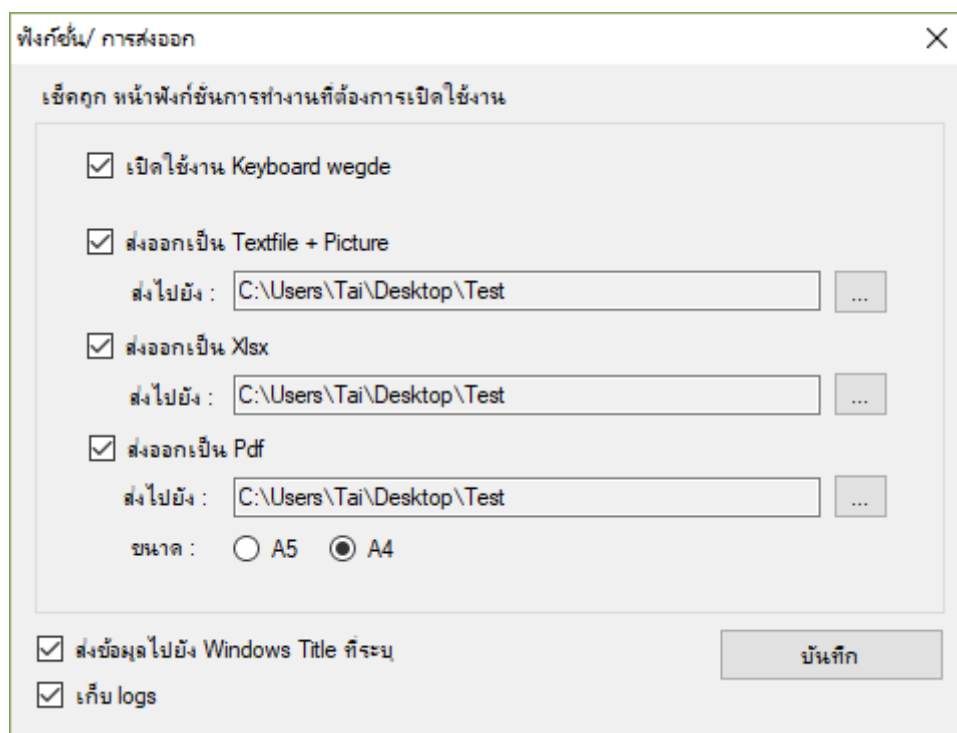 ฟังก์ชั่น/ การส่งออก
เช็คถูก หน้าฟังก์ชั่นการทำงานที่ต้องการเปิดใช้งาน
เปิดใช้งาน Keyboard wegde
ส่งออกเป็น Textfile + Picture
ส่งไปยัง : C:\Users\Tai\Desktop\Test ...
ส่งออกเป็น Xlsx
ส่งไปยัง : C:\Users\Tai\Desktop\Test ...
ส่งออกเป็น Pdf
ส่งไปยัง : C:\Users\Tai\Desktop\Test ...
ขนาด : A5 A4
ส่งข้อมูลไปยัง Windows Title ที่ระบุ บันทึก
เก็บ logs